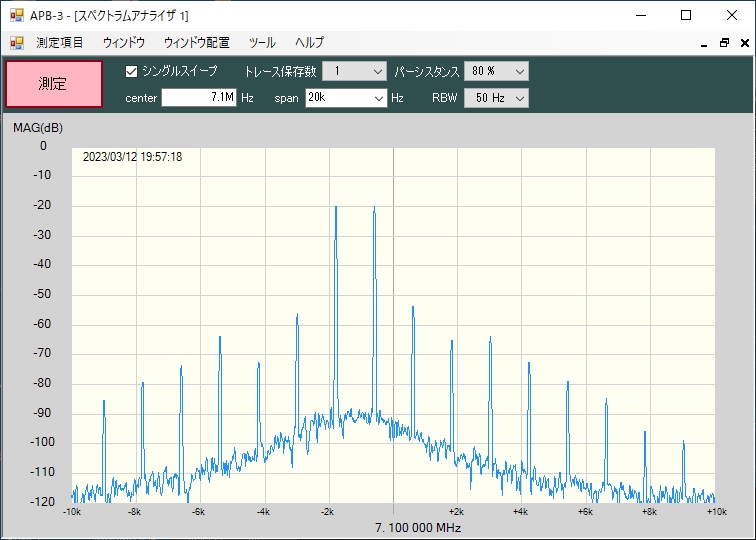 APB-3 - [スペクトラムアナライザ 1]
測定項目 ウィンドウ ウィンドウ配置 ツール ヘルプ
測定 シングルスイープ トレース保存数 1 パーシスタンス 80 %
center 7.1M Hz span 20k Hz RBW 50 Hz
MAG(dB)
0
2023/03/12 19:57:18
-10
-20
-30
-40
-50
-60
-70
-80
-90
-100
-110
-120
-10k -8k -6k -4k -2k +2k +4k +6k +8k +10k
7. 100 000 MHz